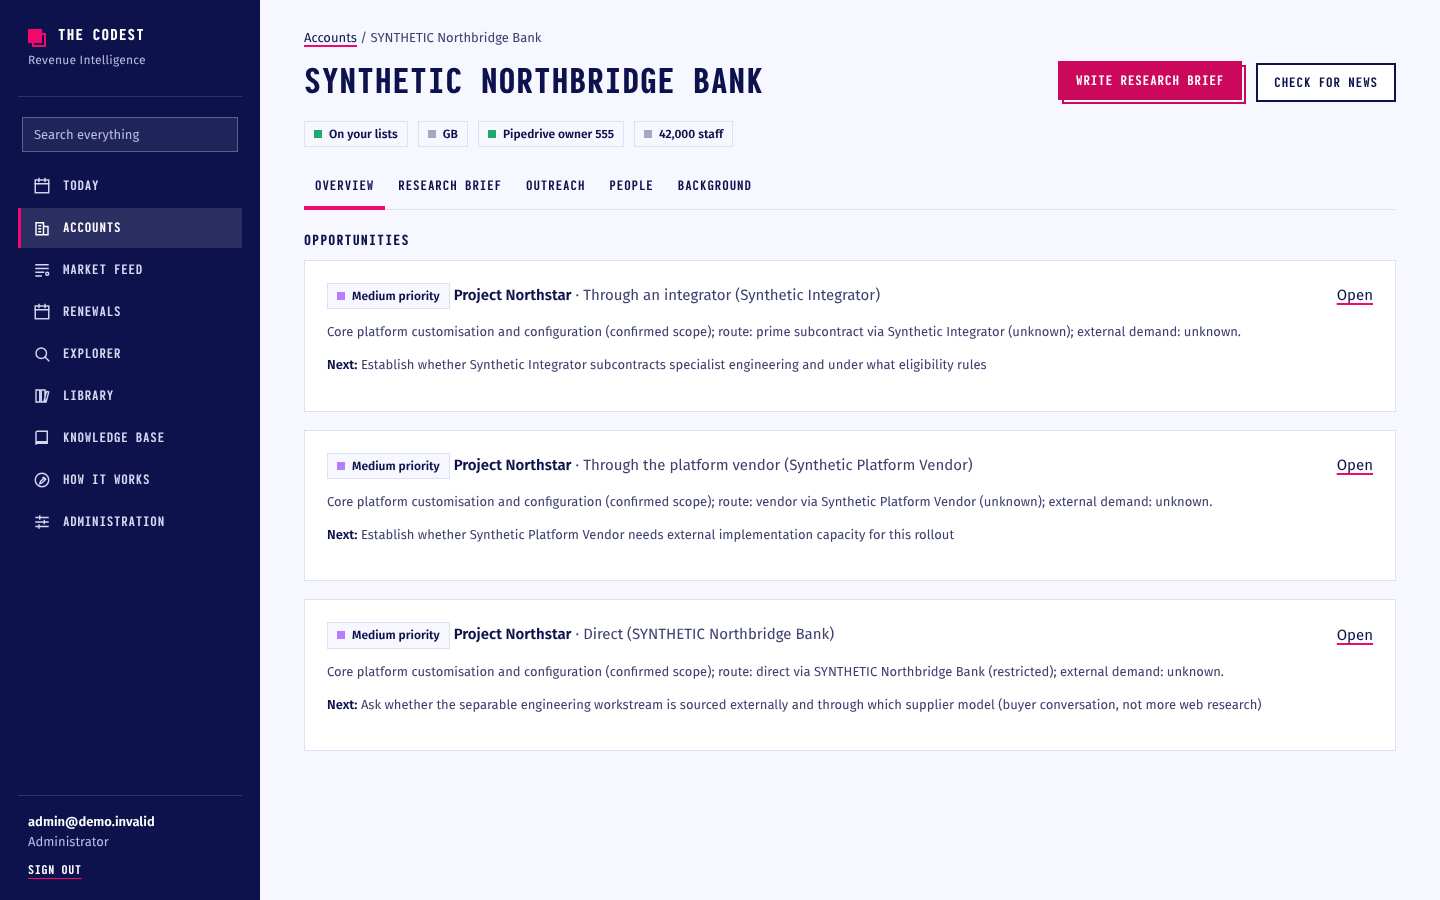 THE CODEST
Revenue Intelligence
Search everything
TODAY
ACCOUNTS
MARKET FEED
RENEWALS
EXPLORER
LIBRARY
KNOWLEDGE BASE
HOW IT WORKS
ADMINISTRATION
admin@demo.invalid
Administrator
SIGN OUT
Accounts / SYNTHETIC Northbridge Bank
SYNTHETIC NORTHBRIDGE BANK
WRITE RESEARCH BRIEF
CHECK FOR NEWS
On your lists
GB
Pipedrive owner 555
42,000 staff
OVERVIEW
RESEARCH BRIEF
OUTREACH
PEOPLE
BACKGROUND
OPPORTUNITIES
Medium priority Project Northstar · Through an integrator (Synthetic Integrator)
Open
Core platform customisation and configuration (confirmed scope); route: prime subcontract via Synthetic Integrator (unknown); external demand: unknown.
Next: Establish whether Synthetic Integrator subcontracts specialist engineering and under what eligibility rules
Medium priority Project Northstar · Through the platform vendor (Synthetic Platform Vendor)
Open
Core platform customisation and configuration (confirmed scope); route: vendor via Synthetic Platform Vendor (unknown); external demand: unknown.
Next: Establish whether Synthetic Platform Vendor needs external implementation capacity for this rollout
Medium priority Project Northstar · Direct (SYNTHETIC Northbridge Bank)
Open
Core platform customisation and configuration (confirmed scope); route: direct via SYNTHETIC Northbridge Bank (restricted); external demand: unknown.
Next: Ask whether the separable engineering workstream is sourced externally and through which supplier model (buyer conversation, not more web research)